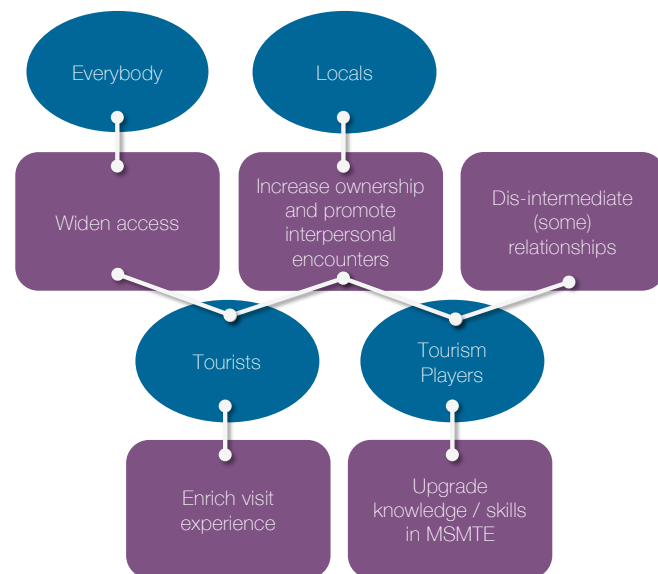 Everybody
Locals
Widen access
Increase ownership
and promote
interpersonal
encounters
Dis-intermediate
(some)
relationships
Tourists
Tourism
Players
Enrich visit
experience
Upgrade
knowledge / skills
in MSMTE